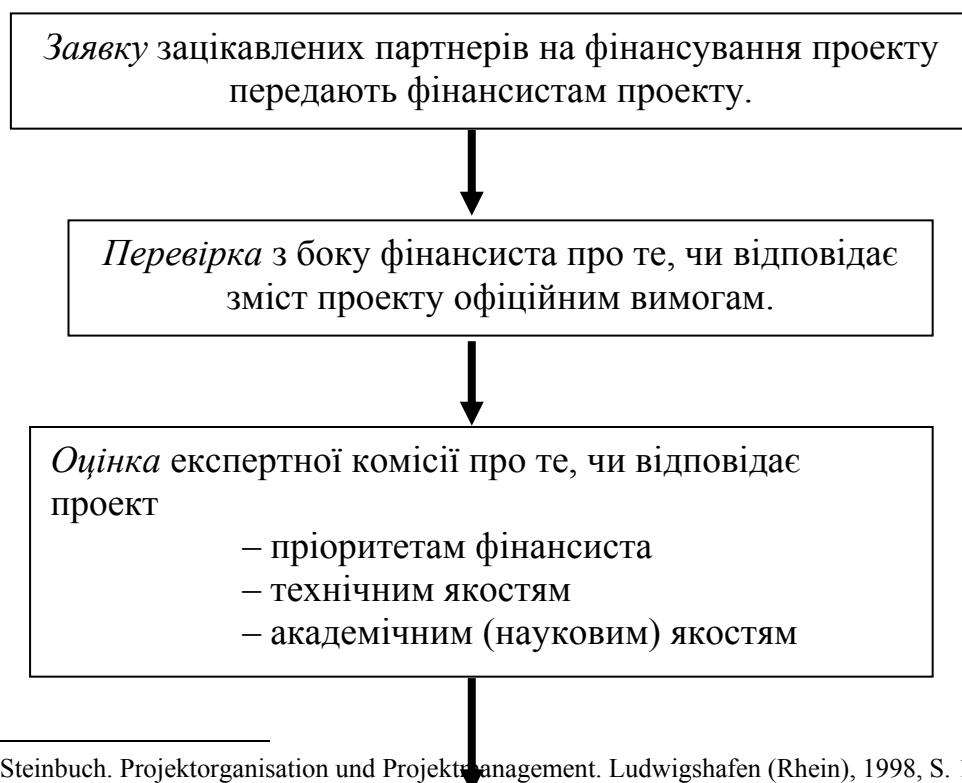 Заявку зацікавлених партнерів на фінансування проекту
передають фінансистам проекту.
Перевірка з боку фінансиста про те, чи відповідає
зміст проекту офіційним вимогам.
Оцінка експертної комісії про те, чи відповідає
проект
– пріоритетам фінансиста
– технічним якостям
– академічним (науковим) якостям
Steinbuch. Projektorganisation und Projektmanagement. Ludwigshafen (Rhein), 1998, S.